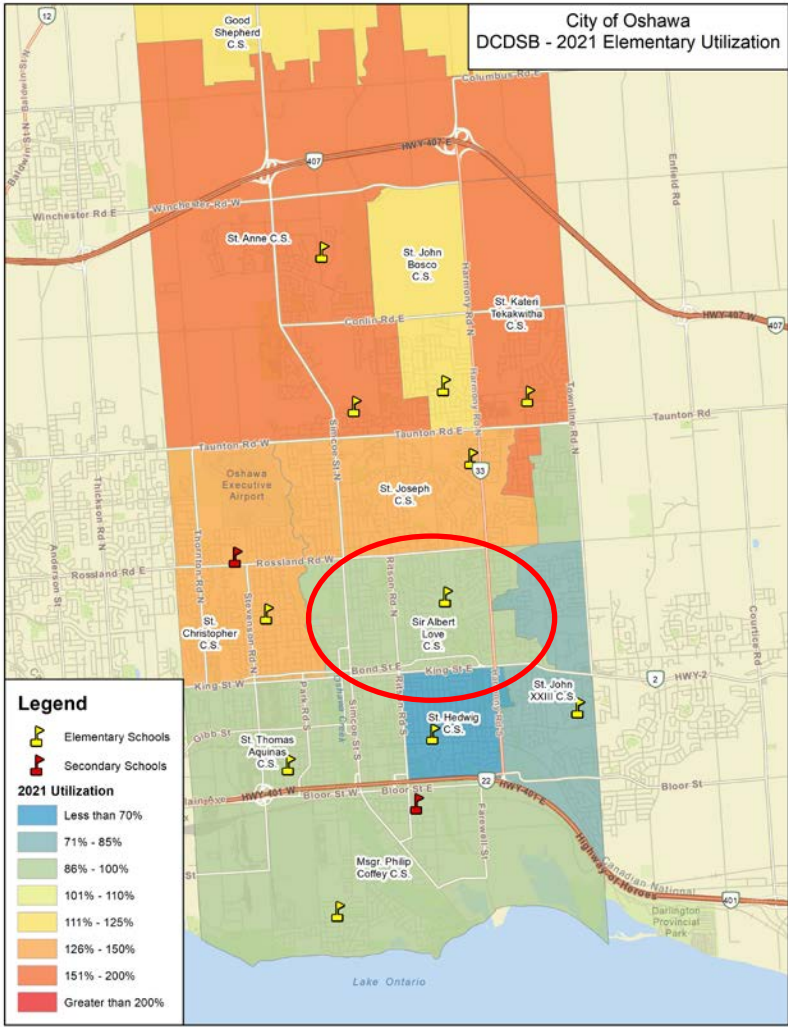 City of Oshawa
DCDSB - 2021 Elementary Utilization
12
Good
Shepherd
C.S.
Baldwin St N
Baldwin St N
Columbus Rd E
HWY-407 E
407
Enfield Rd
Winchester Rd E
Winchester Rd W
St. Anne C.S.
St. John
Bosco
C.S.
Harmony Rd N
St. Kateri
Tekakwitha
C.S.
Conlin Rd E
HWY-407 W
407
Simcoe St N
Harmony Rd N
Townline Rd N
Taunton Rd
Taunton Rd W
Taunton Rd E
Oshawa
Executive
Airport
33
St. Joseph
C.S.
Thickson Rd N
Anderson St
Thornton Rd N
Rossland Rd E
Rossland Rd W
Ritson Rd N
Stevenson Rd N
St.
Christopher
C.S.
Sir Albert
Love
C.S.
Courtice Rd
Bond St E
King St E
King St W
HWY-2
2
St. John
XXIII C.S.
Park Rd S
Simcoe St S
Ritson Rd S
St. Hedwig
C.S.
Gibb St
St. Thomas
Aquinas
C.S.
22
Bloor St
HWY-401 W
Bloor St W
Bloor St E
HWY-401 E
Farewell St
Highway of Heroes
Canadian National
401
Msgr. Philip
Coffey C.S.
Darlington
Provincial
Park
Lake Ontario
Legend
Elementary Schools
Secondary Schools
2021 Utilization
Less than 70%
71% - 85%
86% - 100%
101% - 110%
111% - 125%
126% - 150%
151% - 200%
Greater than 200%